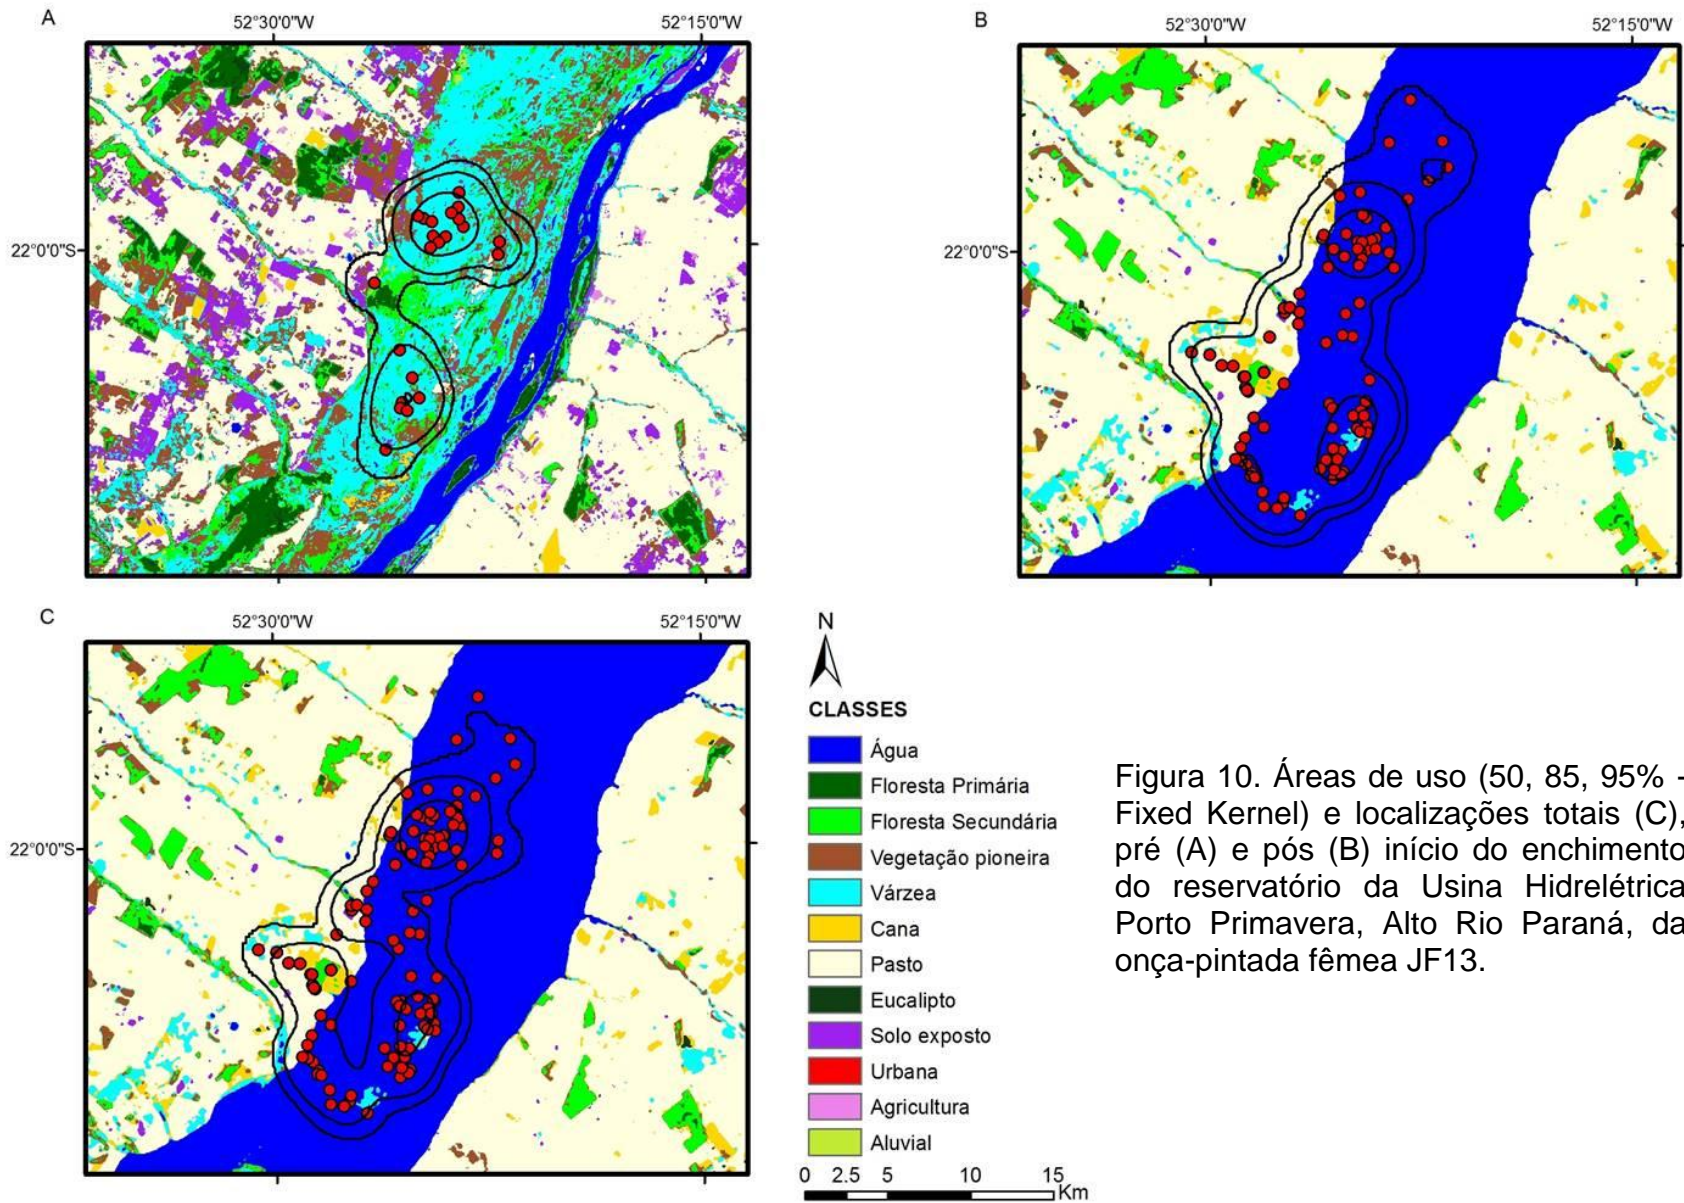 A
52°30'0"W
52°15'0"W
22°0'0"S
B
52°30'0"W
52°15'0"W
22°0'0"S
C
52°30'0"W
52°15'0"W
22°0'0"S
N
CLASSES
Água
Floresta Primária
Floresta Secundária
Vegetação pioneira
Várzea
Cana
Pasto
Eucalipto
Solo exposto
Urbana
Agricultura
Aluvial
0 2.5 5 10 15
Km
Figura 10. Áreas de uso (50, 85, 95% -
Fixed Kernel) e localizações totais (C),
pré (A) e pós (B) início do enchimento
do reservatório da Usina Hidrelétrica
Porto Primavera, Alto Rio Paraná, da
onça-pintada fêmea JF13.